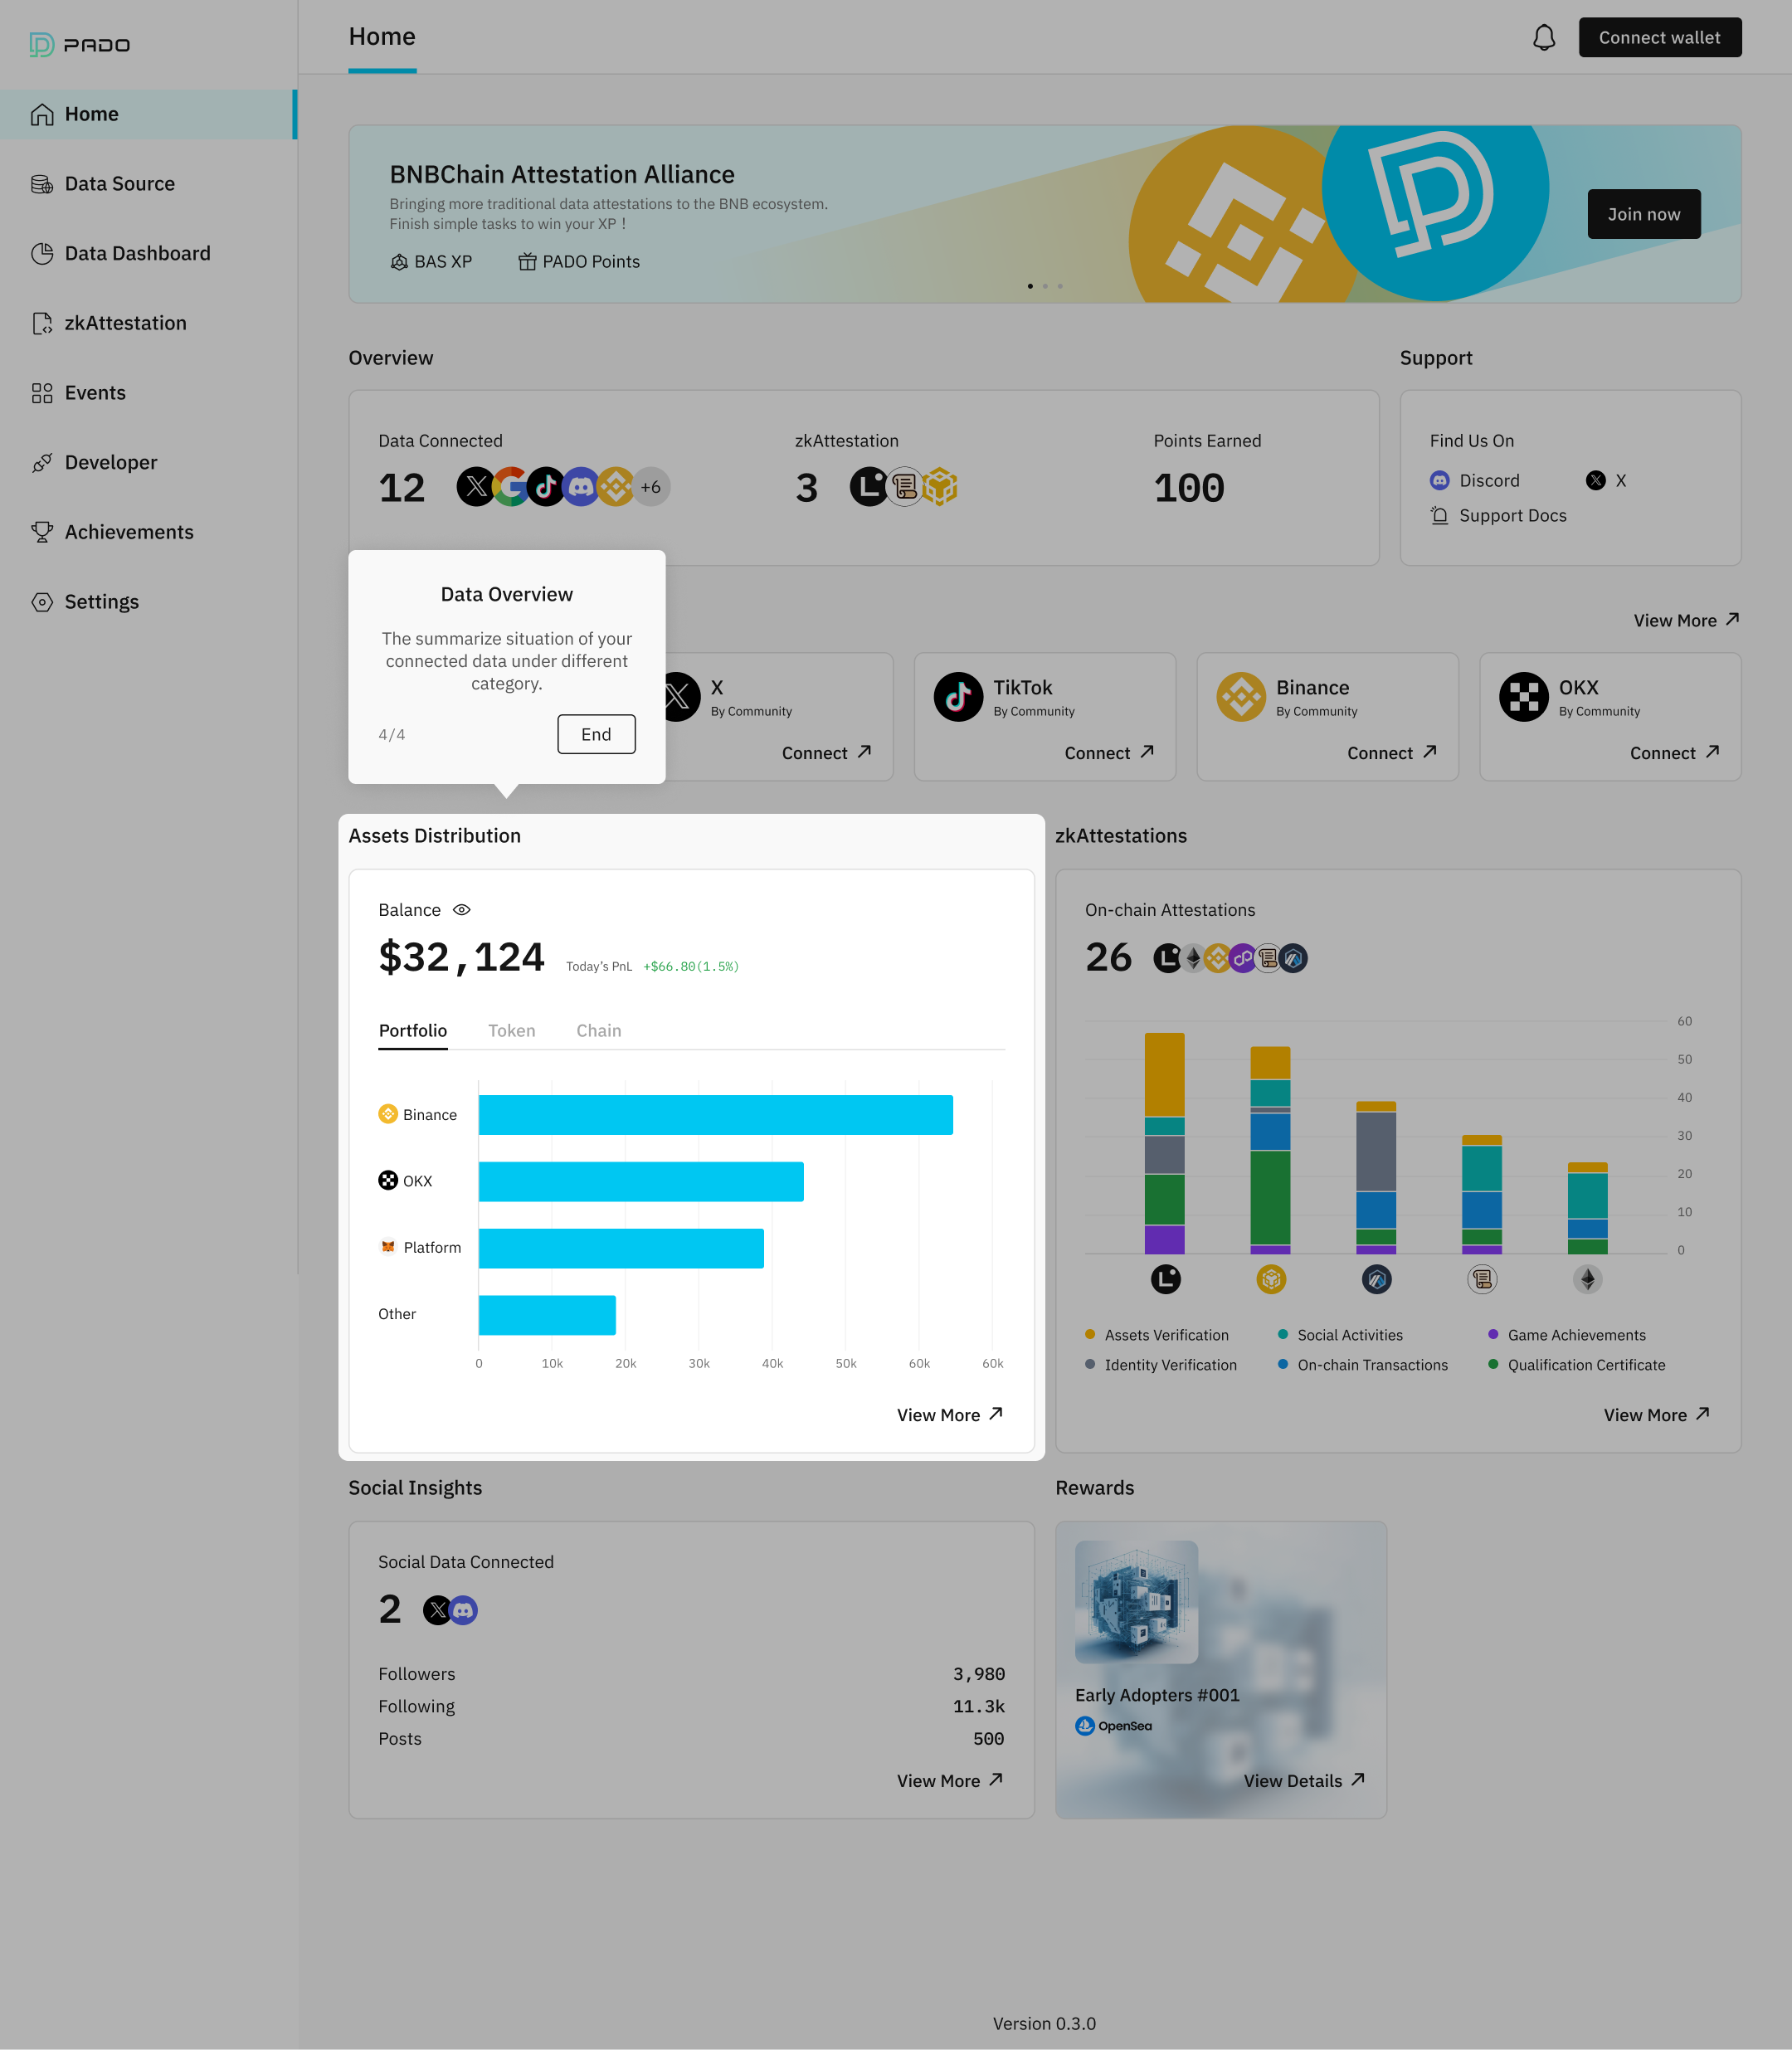 PADO
Home
Data Source
Data Dashboard
zkAttestation
Events
Developer
Achievements
Settings
Home
Connect wallet
BNBChain Attestation Alliance
Bringing more traditional data attestations to the BNB ecosystem.
Finish simple tasks to win your XP !
BAS XP
PADO Points
Join now
Overview
Data Connected
12
+6
zkAttestation
3
Points Earned
100
Support
Find Us On
Discord
X
Support Docs
Data Overview
The summarize situation of your
connected data under different
category.
4/4
End
View More
X
By Community
Connect
TikTok
By Community
Connect
Binance
By Community
Connect
OKX
By Community
Connect
Assets Distribution
Balance
$32,124
Today's PnL
+$66.80(1.5%)
Portfolio
Token
Chain
Binance
OKX
Platform
Other
0
10k
20k
30k
40k
50k
60k
60k
View More
zkAttestations
On-chain Attestations
26
60
50
40
30
20
10
0
Assets Verification
Social Activities
Game Achievements
Identity Verification
On-chain Transactions
Qualification Certificate
View More
Social Insights
Social Data Connected
2
Followers
3,980
Following
11.3k
Posts
500
View More
Rewards
Early Adopters #001
OpenSea
View Details
Version 0.3.0